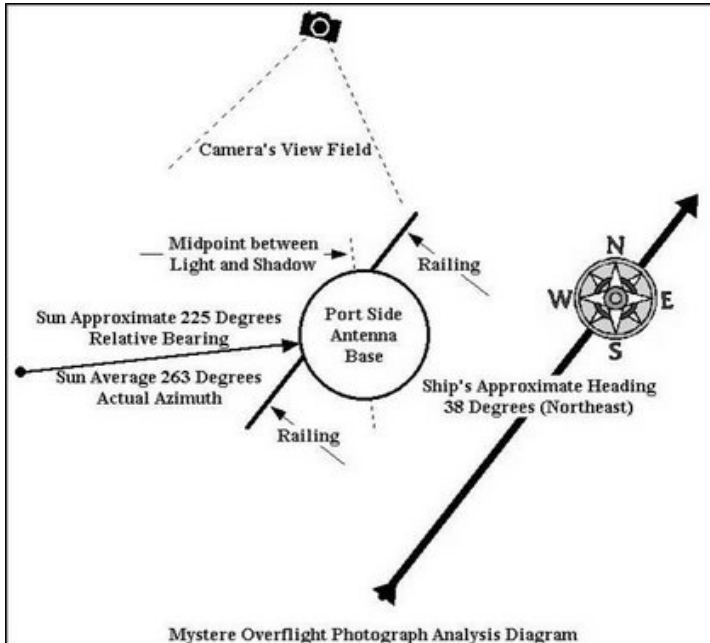 Camera's View Field
Midpoint between
Light and Shadow
Railing
N
W
E
S
Sun Approximate 225 Degrees
Relative Bearing
Port Side
Antenna
Base
Sun Average 263 Degrees
Actual Azimuth
Ship's Approximate Heading
38 Degrees (Northeast)
Railing
Mystere Overflight Photograph Analysis Diagram